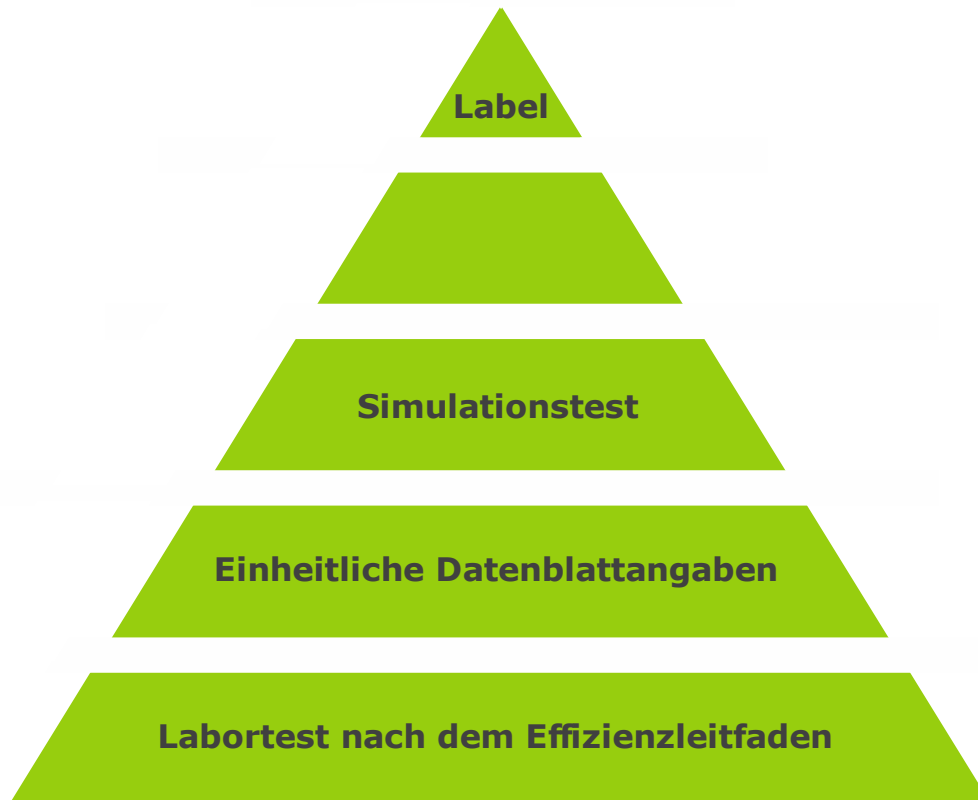 Label
Simulationstest
Einheitliche Datenblattangaben
Labortest nach dem Effizienzleitfaden